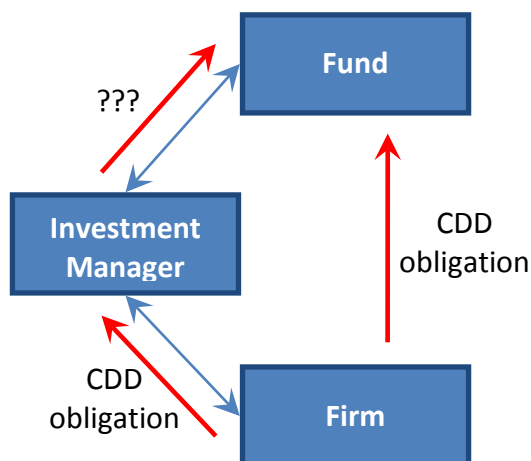 Fund
???
Investment
Manager
CDD
obligation
CDD
obligation
Firm